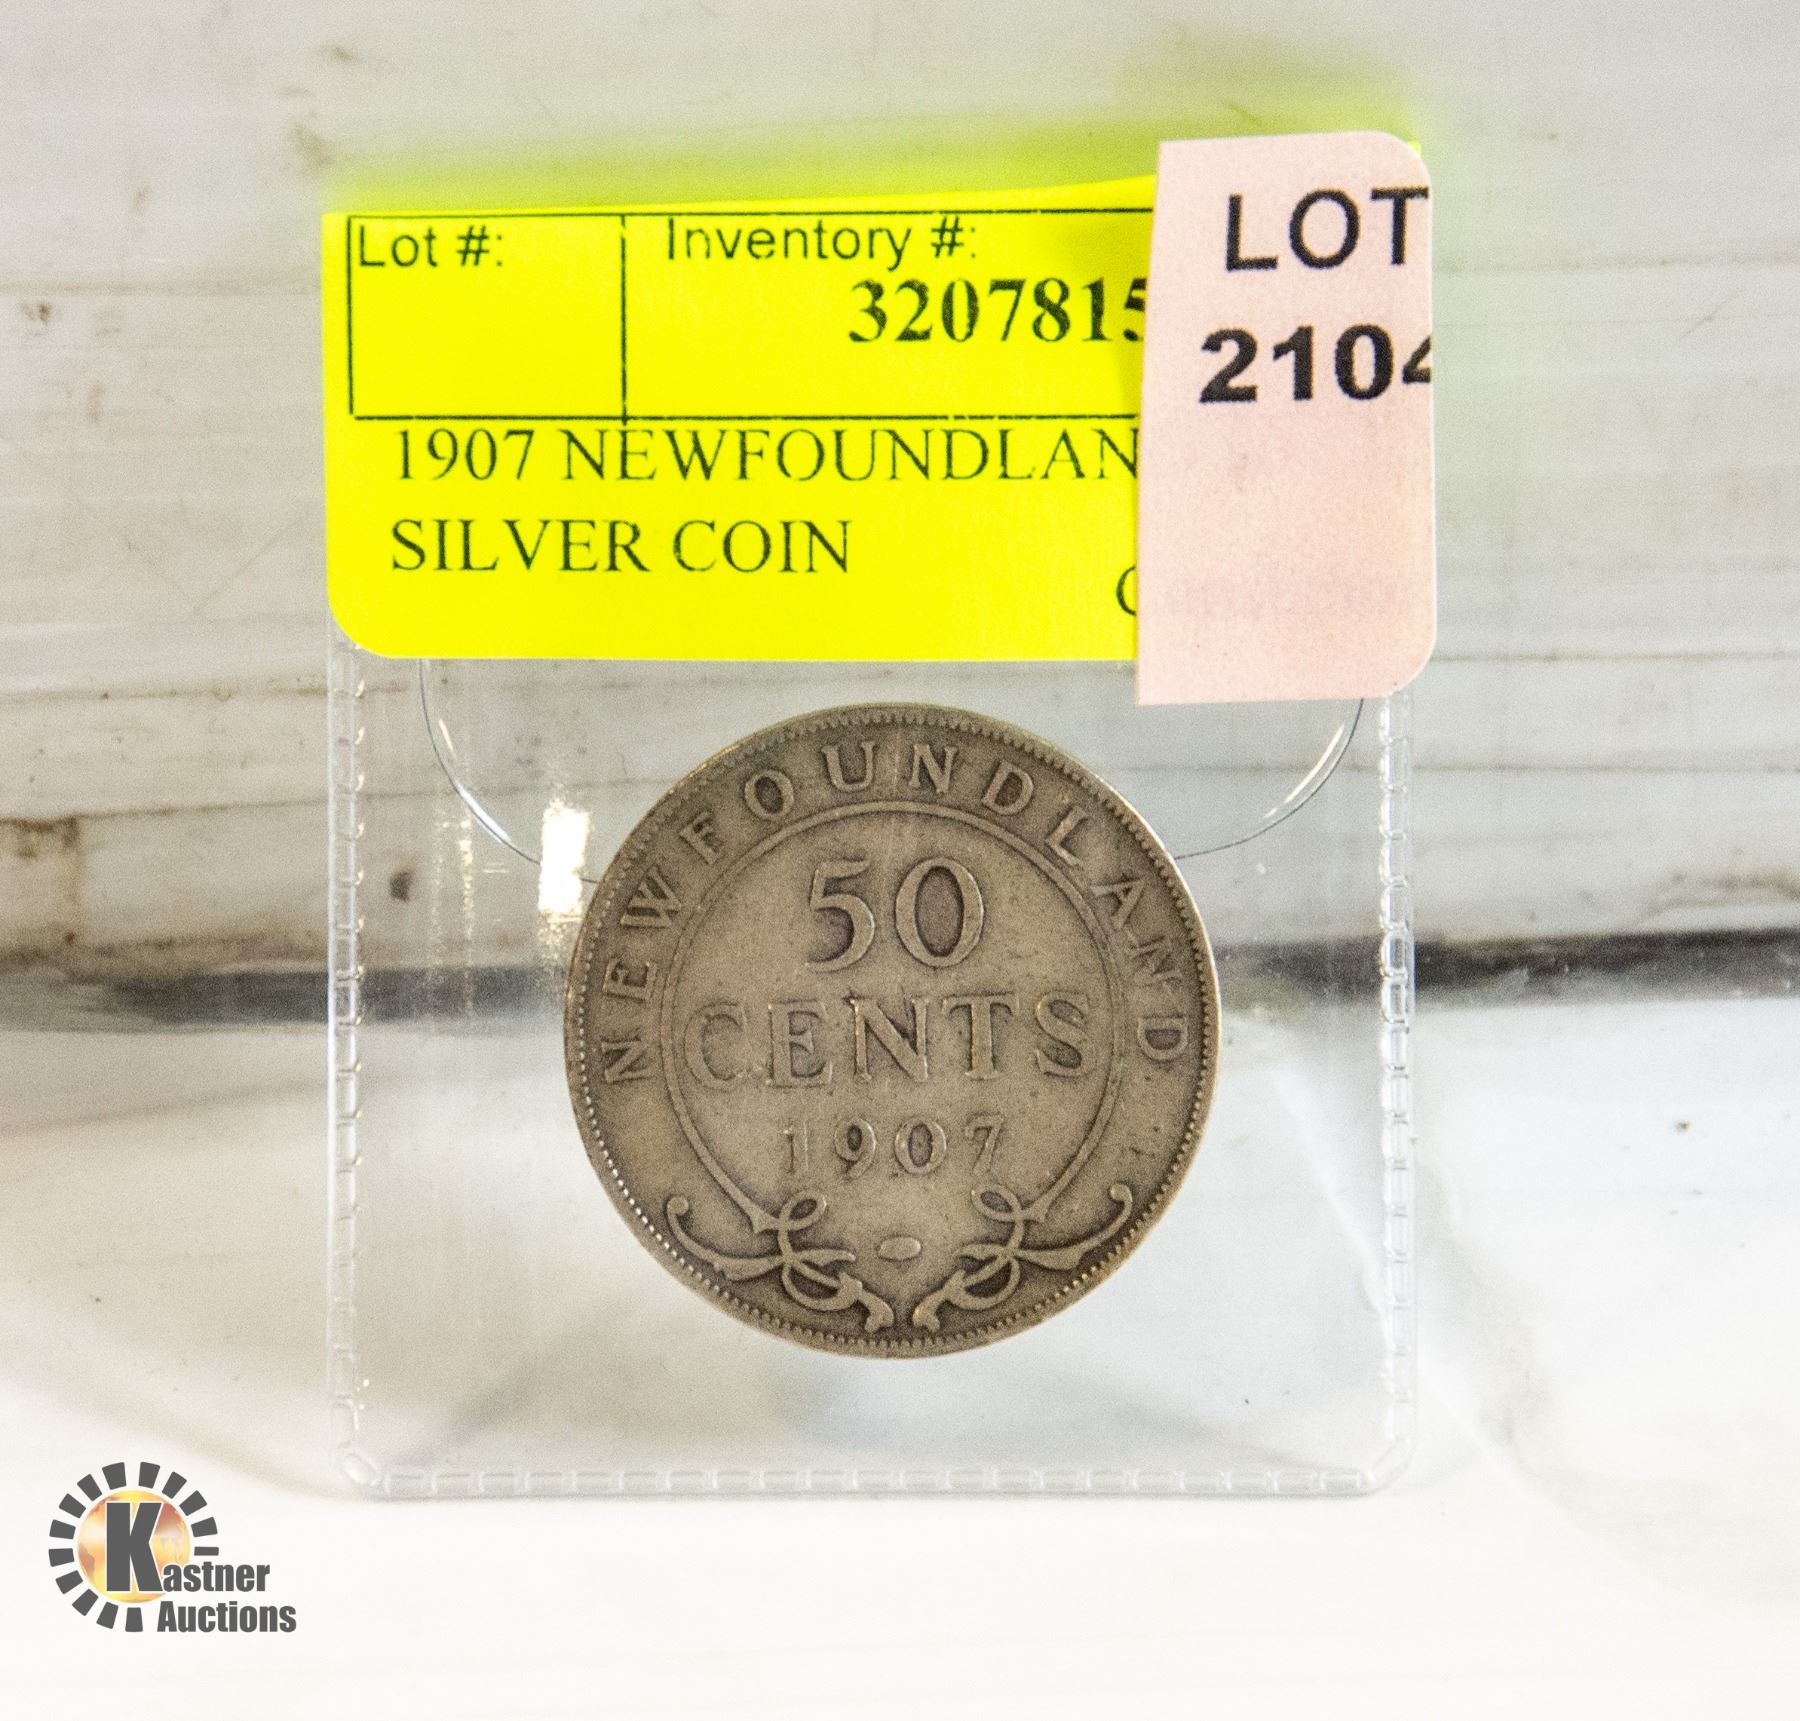 Lot #:
Inventory #:
3207815
LOT
2104
1907 NEWFOUNDLAN
SILVER COIN
NEWFOUNDLAND
50
CENTS
1907
Kastner
Auctions